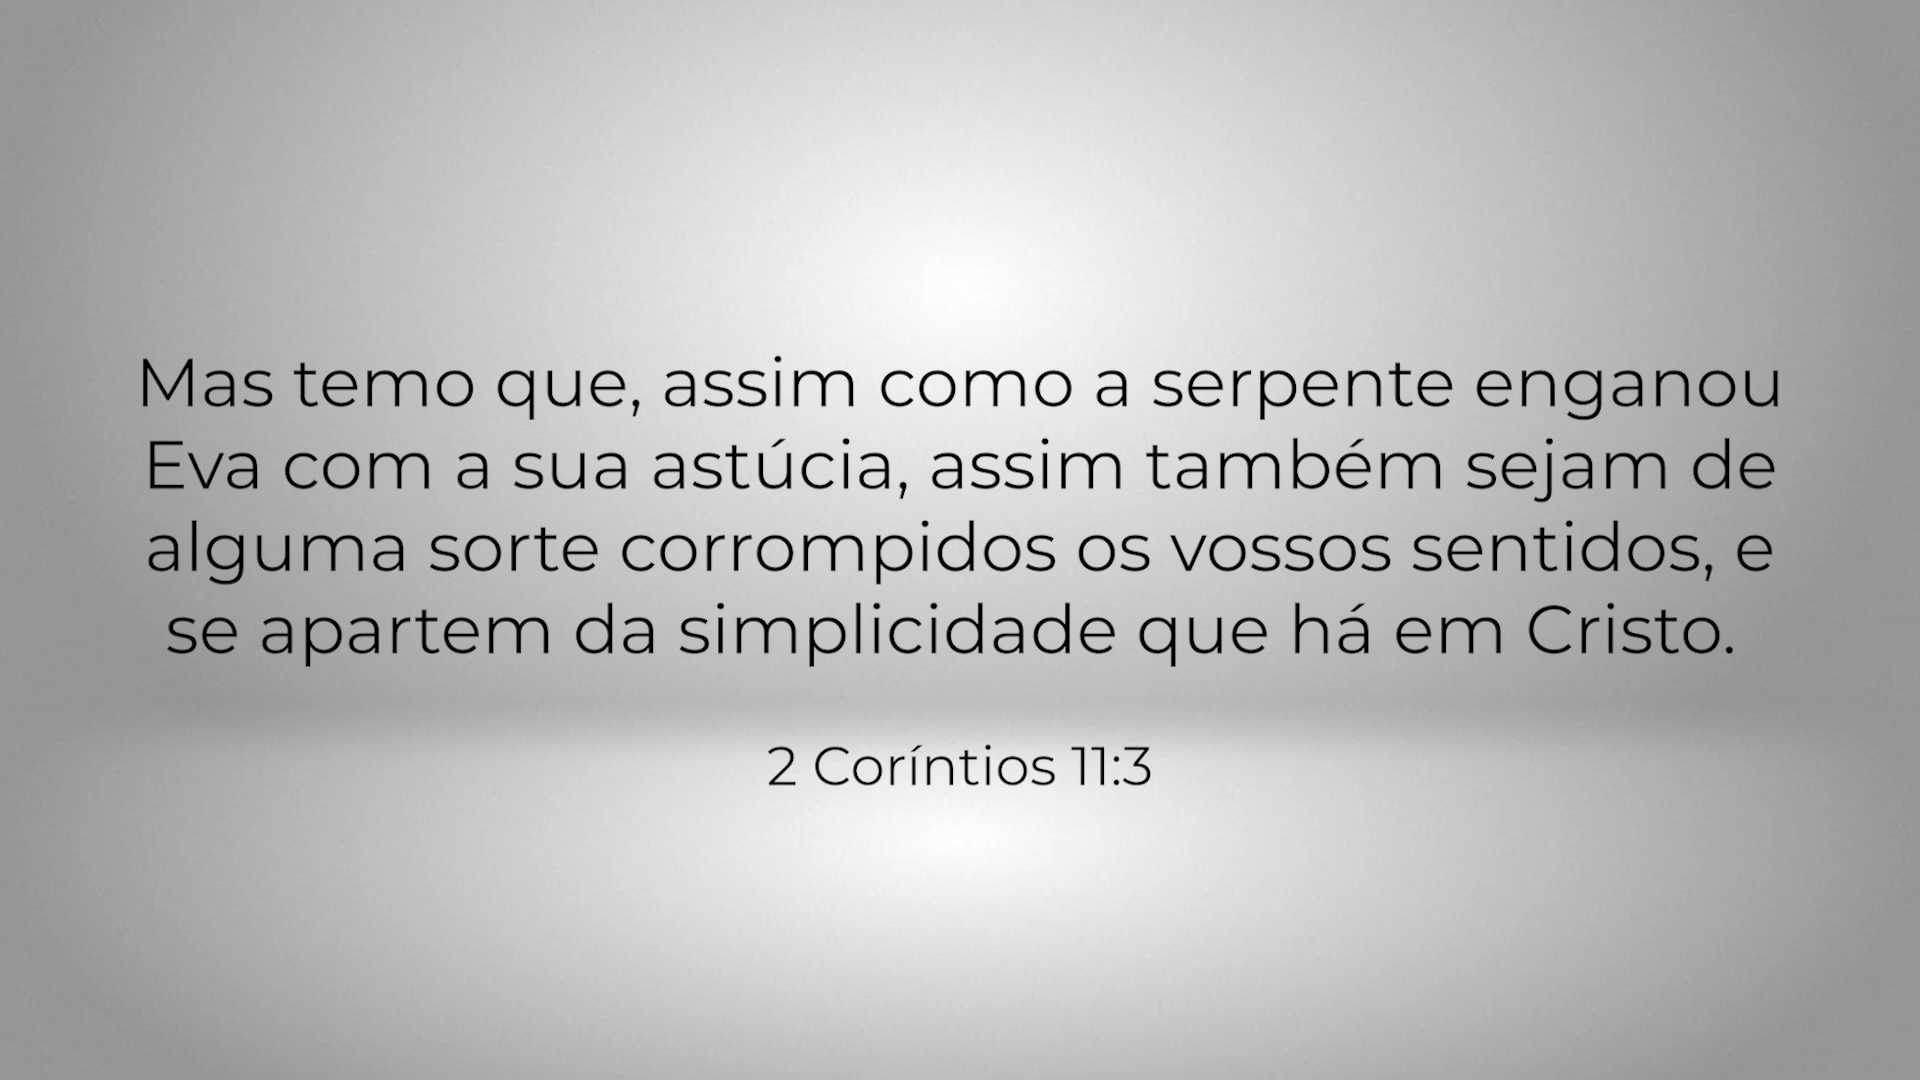 Mas temo que, assim como a serpente enganou
Eva com a sua astúcia, assim também sejam de
alguma sorte corrompidos os vossos sentidos, e
se apartem da simplicidade que há em Cristo.
2 Coríntios 11:3